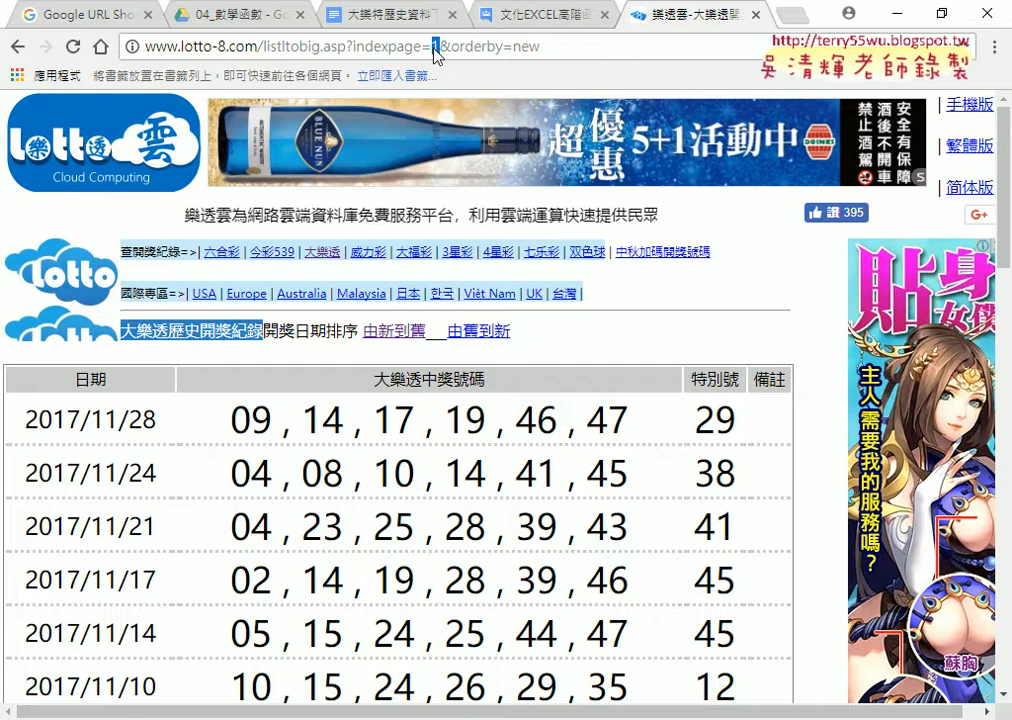 Google URL Sho
04_數學函數 - Go
大樂特歷史資料下
文化EXCEL高階函
樂透雲-大樂透開
www.lotto-8.com/listltobig.asp?indexpage=1&orderby=new
http://terry55wu.blogspot.tw
吳清輝老師錄製
應用程式
將書籤放置在書籤列上，即可快速前往各個網頁。
立即匯入書籤...
Lotto 雲
樂透
Cloud Computing
BLUE NUN
超優惠 5+1活動中
DRINKS
禁止酒駕
酒後不開車
安全有保障
| 手機版
| 繁體版
| 简体版
樂透雲為網路雲端資料庫免費服務平台，利用雲端運算快速提供民眾
讚 395
G+
Lotto
查開獎紀錄=>| 六合彩 | 今彩539 | 大樂透 | 威力彩 | 大福彩 | 3星彩 | 4星彩 | 七乐彩 | 双色球 | 中秋加碼開獎號碼
國際專區=>| USA | Europe | Australia | Malaysia | 日本 | 한국 | Việt Nam | UK | 台灣 |
Lotto
大樂透歷史開獎紀錄開獎日期排序 由新到舊 由舊到新
日期 大樂透中獎號碼 特別號 備註
2017/11/28 09 , 14 , 17 , 19 , 46 , 47 29
2017/11/24 04 , 08 , 10 , 14 , 41 , 45 38
2017/11/21 04 , 23 , 25 , 28 , 39 , 43 41
2017/11/17 02 , 14 , 19 , 28 , 39 , 46 45
2017/11/14 05 , 15 , 24 , 25 , 44 , 47 45
2017/11/10 10 , 15 , 24 , 26 , 29 , 35 12
貼身
女僕
主人需要我的服務嗎？
酥胸